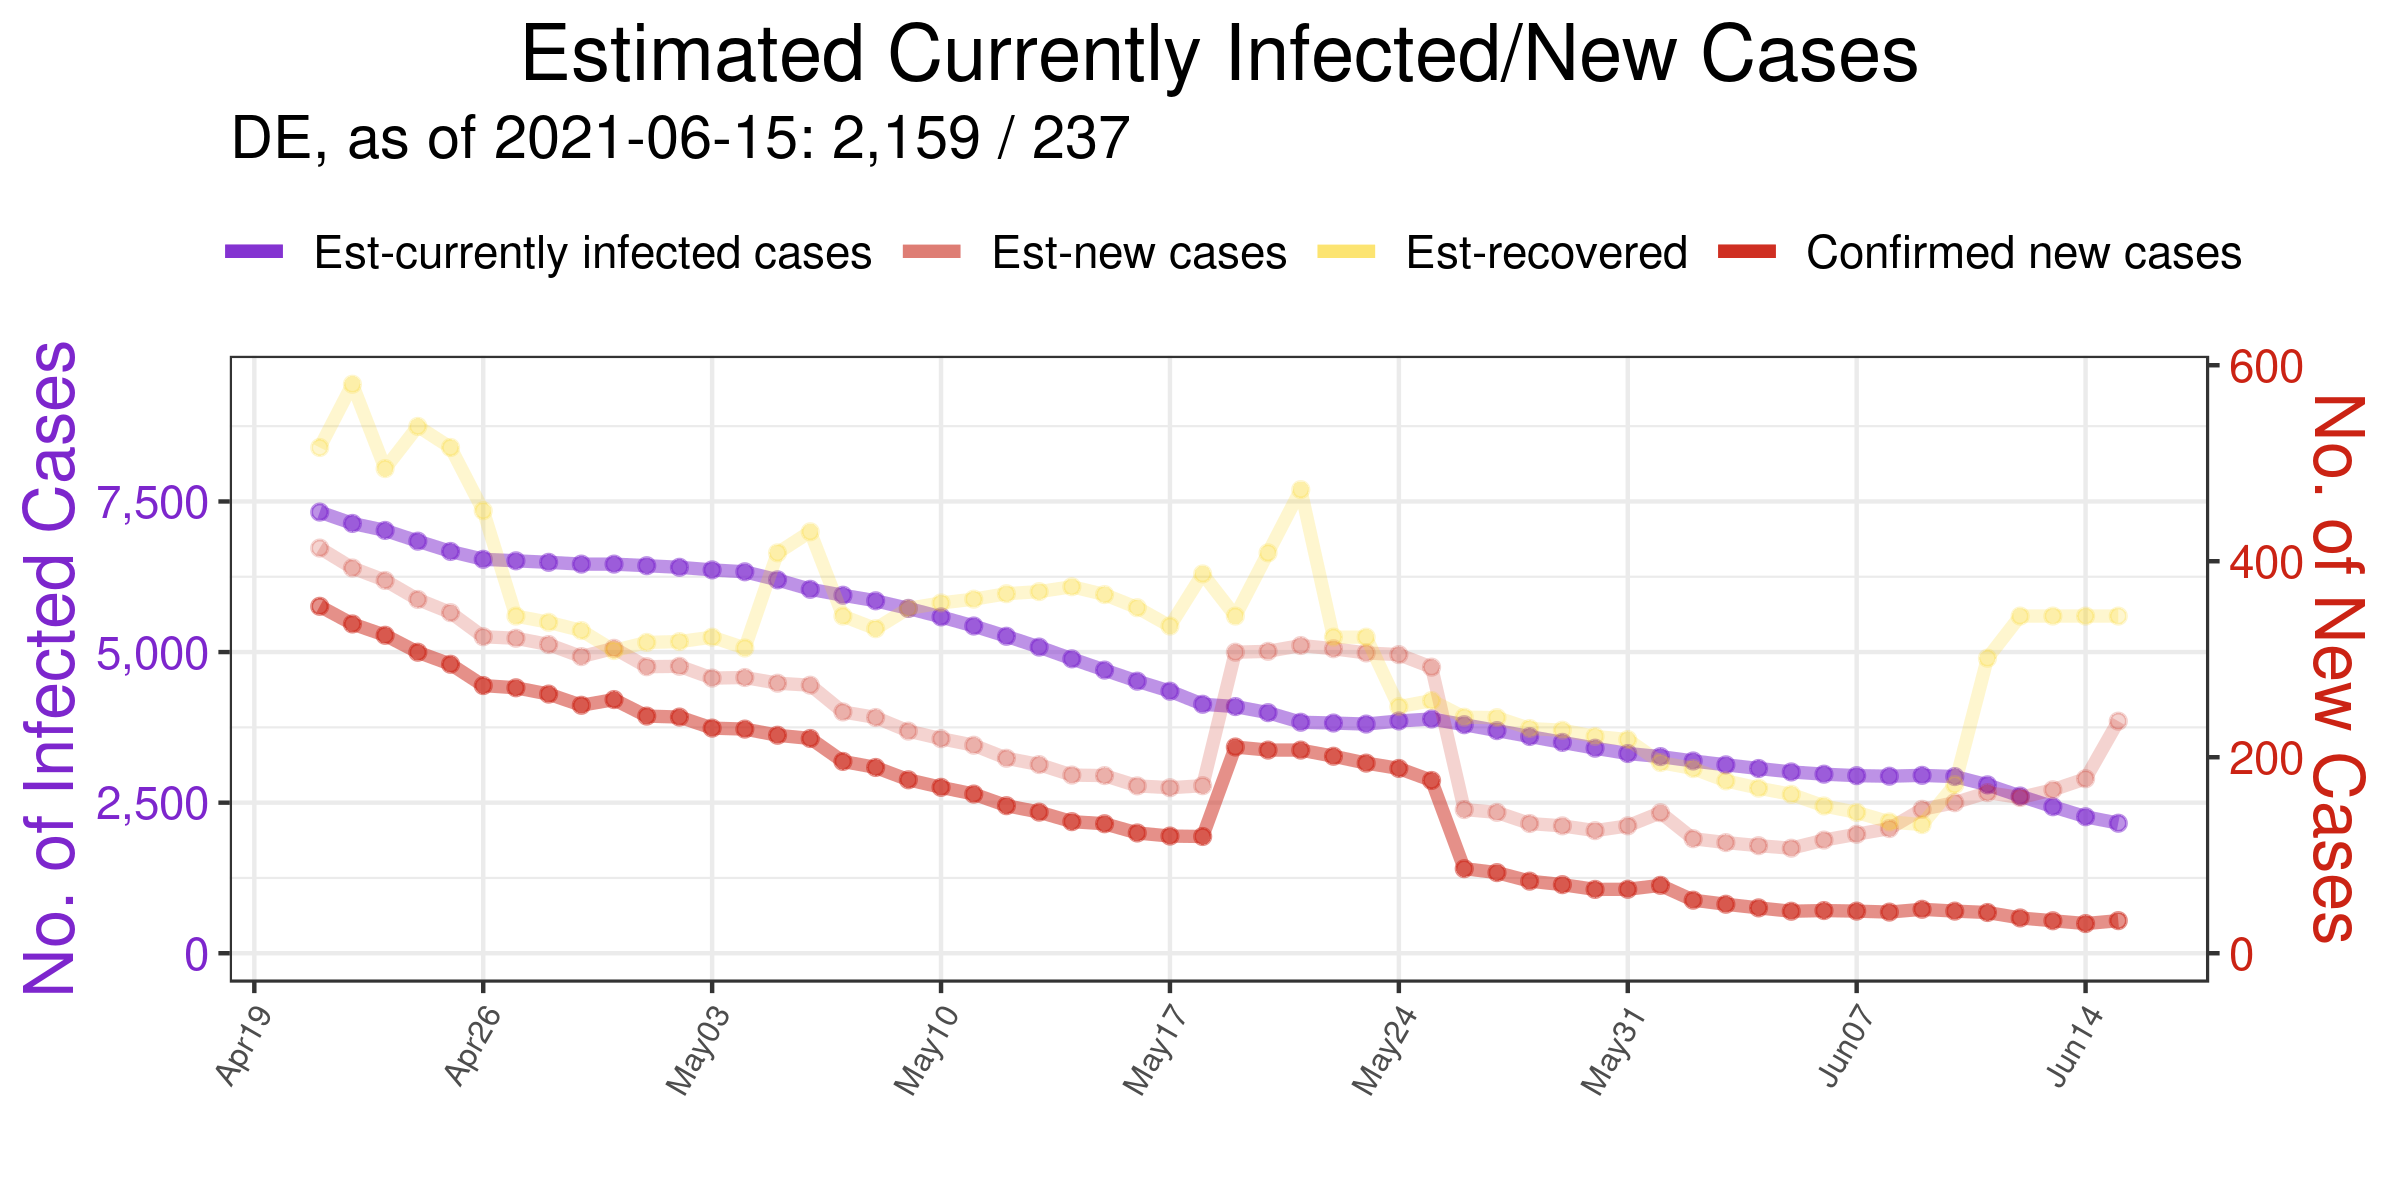 Estimated Currently Infected/New Cases
DE, as of 2021-06-15: 2,159 / 237
Est-currently infected cases Est-new cases Est-recovered Confirmed new cases
No. of Infected Cases
7,500
5,000
2,500
0
600
400
200
0
No. of New Cases
Apr19 Apr26 May03 May10 May17 May24 May31 Jun07 Jun14